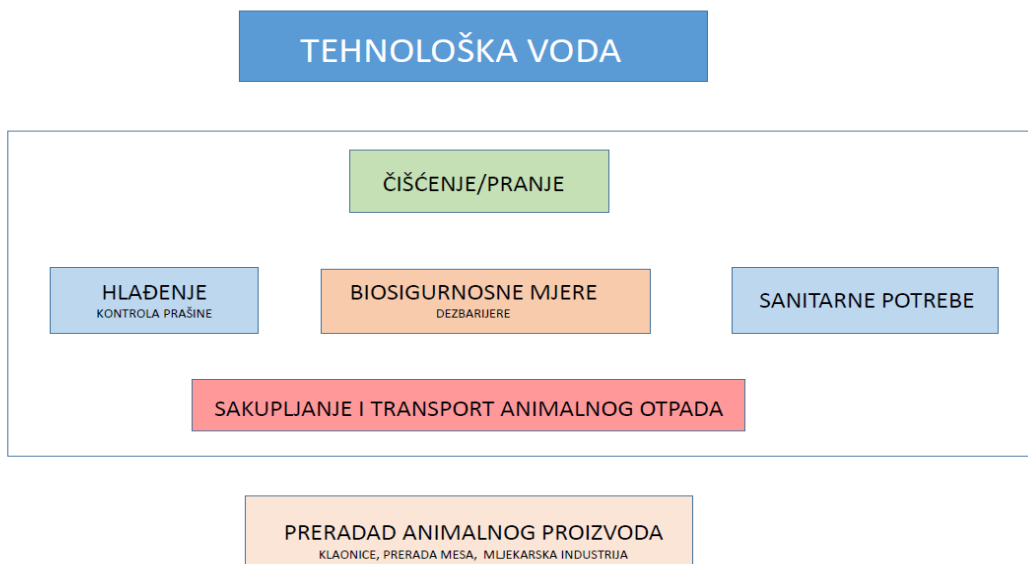 TEHNOLOŠKA VODA
ČIŠĆENJE/PRANJE
HLAĐENJE
KONTROLA PRAŠINE
BIOSIGURNOSNE MJERE
DEZBARIJERE
SANITARNE POTREBE
SAKUPLJANJE I TRANSPORT ANIMALNOG OTPADA
PRERADAD ANIMALNOG PROIZVODA
KLAONICE, PRERADA MESA, MLJEKARSKA INDUSTRIJA